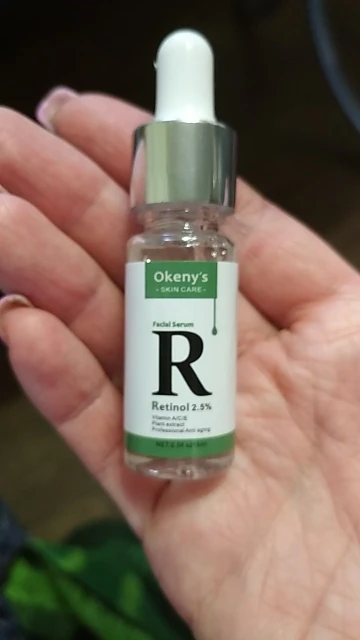 Okeny's
- SKIN CARE -
Facial Serum
R
Retinol 2.5%
Vitamin A/C/E
Plant extract
Professional Anti aging